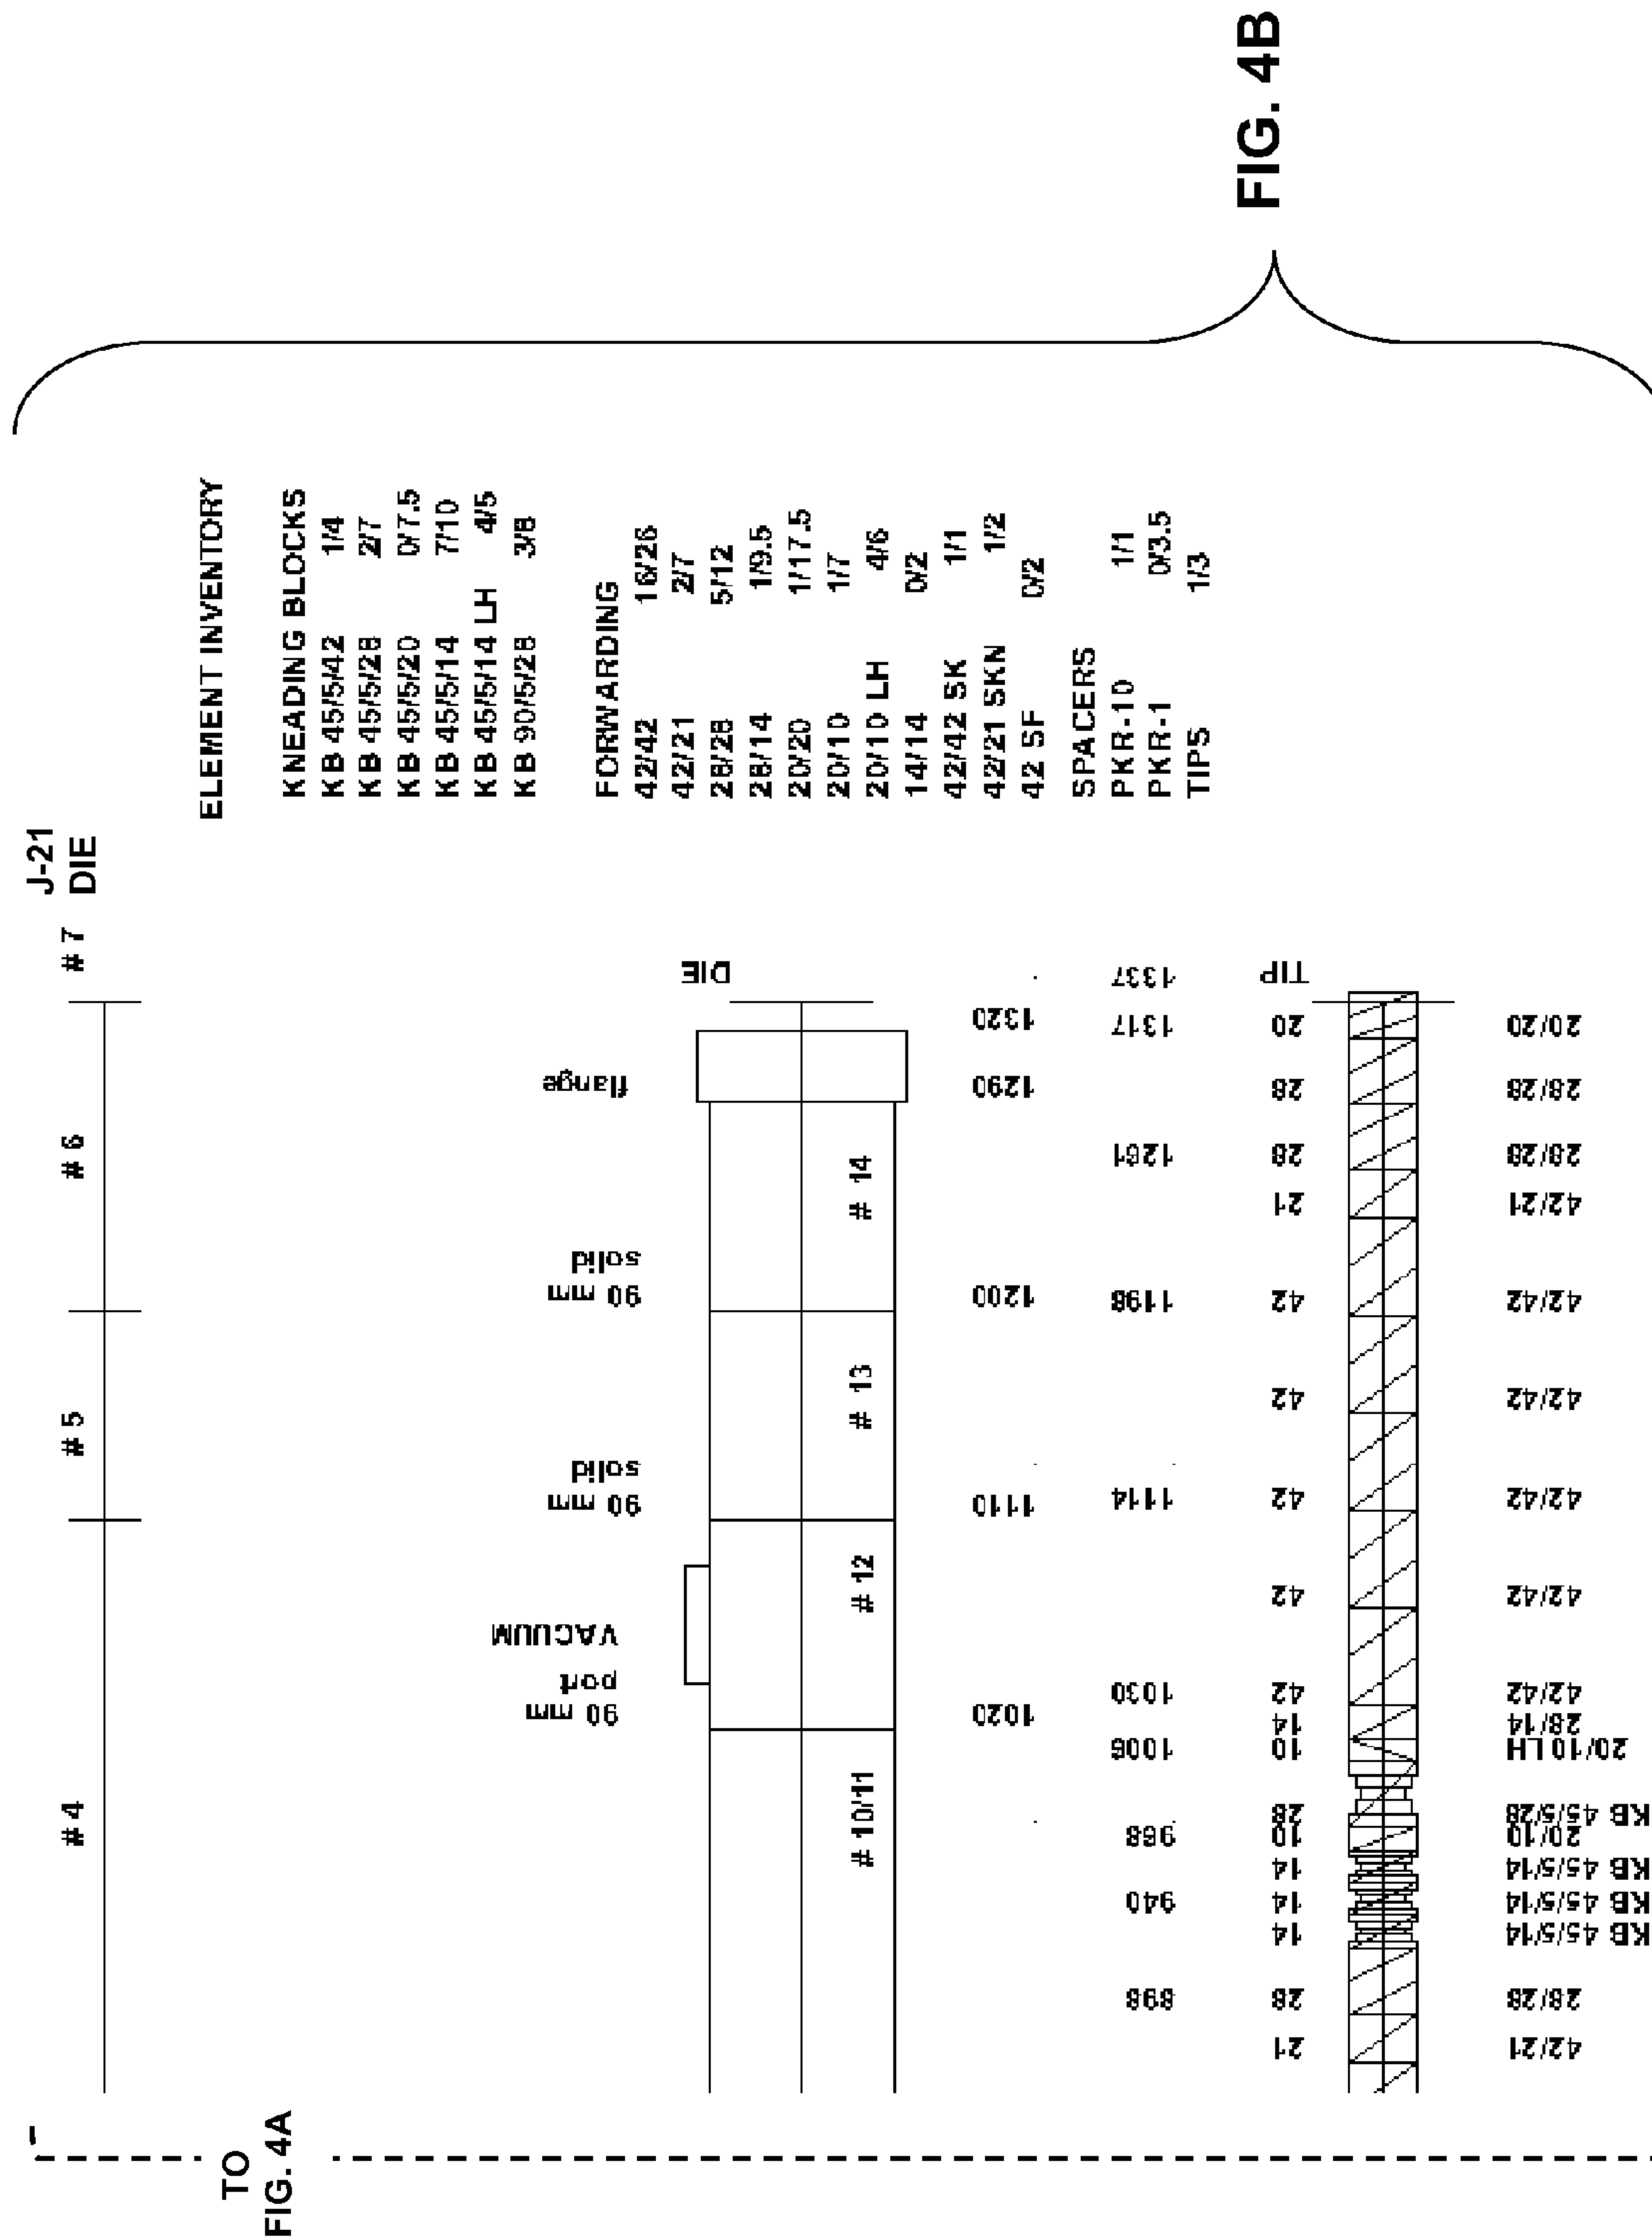 J-21
DIE
# 4
# 5
# 6
# 7
ELEMENT INVENTORY
KNEADING BLOCKS
KB 45/5/42 1/4
KB 45/5/28 2/7
KB 45/5/20 0/7.5
KB 45/5/14 7/10
KB 45/5/14 LH 4/5
KB 90/5/28 3/8
FORWARDING
42/42 16/26
42/21 2/7
28/28 5/12
28/14 1/9.5
20/20 1/17.5
20/10 1/7
20/10 LH 4/6
14/14 0/2
42/42 SK 1/1
42/21 SKN 1/2
42 SF 0/2
SPACERS
PKR-10 1/1
PKR-1 0/3.5
TIPS 1/3
TO
FIG. 4A
VACUUM
90 mm
port
90 mm
solid
90 mm
solid
flange
DIE
# 10/11
# 12
# 13
# 14
1020
1110
1200
1290
1320
898
940
968
1006
1030
1114
1198
1261
1317
1337
21
28
14
14
14
10
28
10
14
42
42
42
42
42
21
28
28
20
TIP
42/21
28/28
KB 45/5/14
KB 45/5/14
KB 45/5/14
20/10
KB 45/5/28
20/10 LH
28/14
42/42
42/42
42/42
42/42
42/42
42/21
28/28
28/28
20/20
FIG. 4B